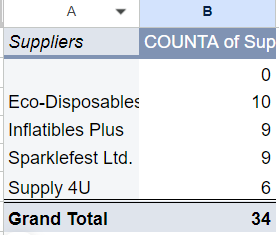 A B
Suppliers COUNTA of Sup
0
Eco-Disposables 10
Inflatibles Plus 9
Sparklefest Ltd. 9
Supply 4U 6
Grand Total 34